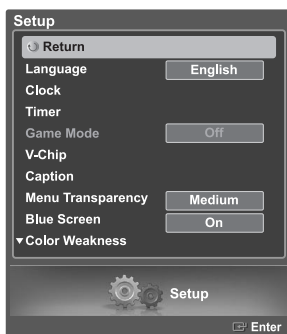 Setup
Return
Language English
Clock
Timer
Game Mode Off
V-Chip
Caption
Menu Transparency Medium
Blue Screen On
▼Color Weakness
Setup
Enter